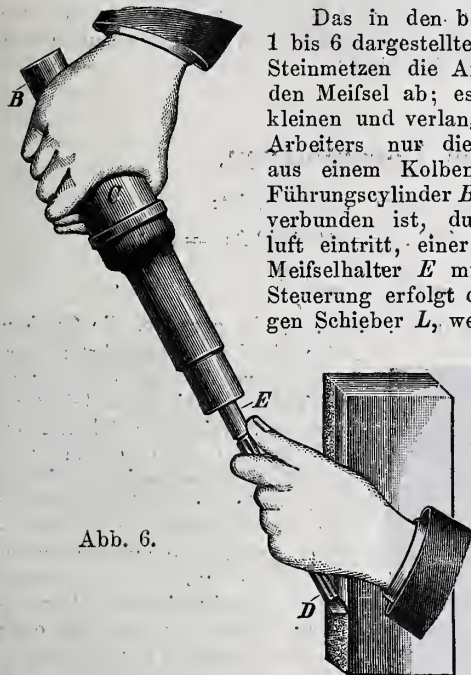 Das in den b
1 bis 6 dargestellte
Steinmetzen die A
den Meifsel ab; es
kleinen und verlan
Arbeiters nur die
aus einem Kolben
Führungscylinder B
verbunden ist, du
luft eintritt, einer
Meifselhalter E m
Steuerung erfolgt d
gen Schieber L, we
B
C
E
Abb. 6.
D